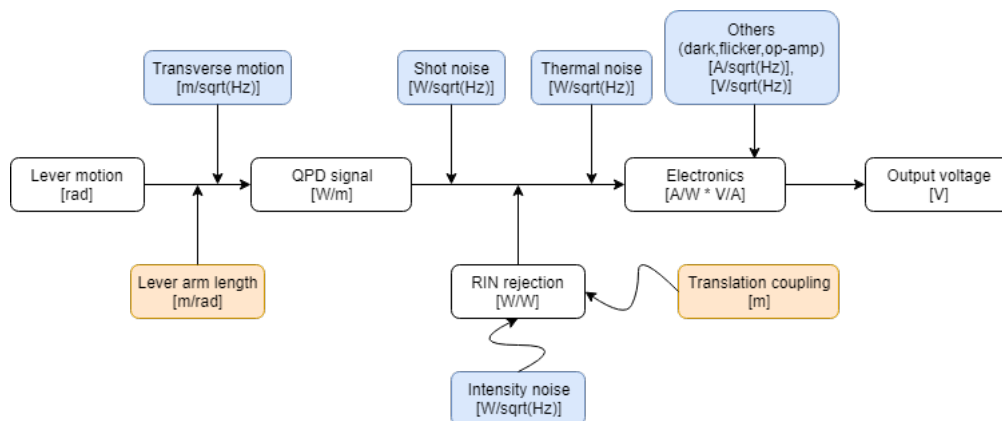 Others
(dark,flicker,op-amp)
[A/sqrt(Hz)],
[V/sqrt(Hz)]
Transverse motion
[m/sqrt(Hz)]
Shot noise
[W/sqrt(Hz)]
Thermal noise
[W/sqrt(Hz)]
Lever motion
[rad]
QPD signal
[W/m]
Electronics
[A/W * V/A]
Output voltage
[V]
Lever arm length
[m/rad]
RIN rejection
[W/W]
Translation coupling
[m]
Intensity noise
[W/sqrt(Hz)]